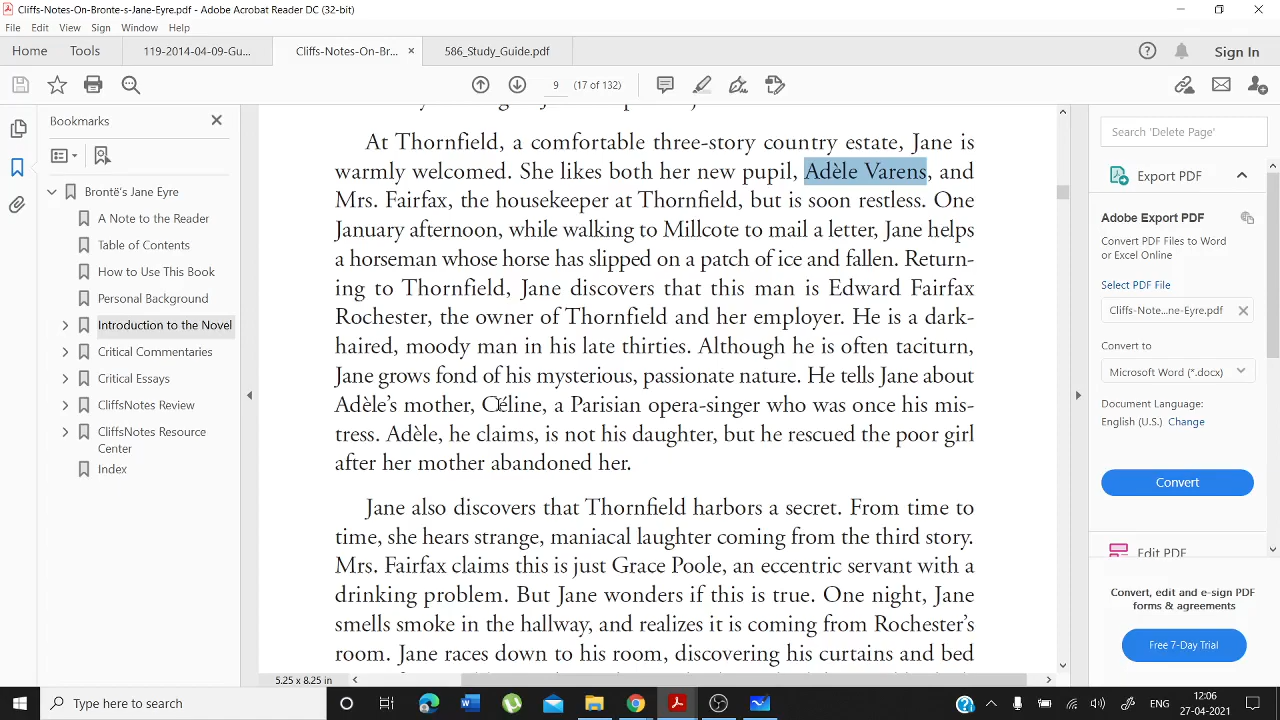 Cliffs-Notes-On-Bronte-s-Jane-Eyre.pdf - Adobe Acrobat Reader DC (32-bit)
File Edit View Sign Window Help
Home Tools 119-2014-04-09-Gu... Cliffs-Notes-On-Br... × 586_Study_Guide.pdf Sign In
9 (17 of 132)
Bookmarks
Brontë's Jane Eyre
A Note to the Reader
Table of Contents
How to Use This Book
Personal Background
Introduction to the Novel
Critical Commentaries
Critical Essays
CliffsNotes Review
CliffsNotes Resource
Center
Index
At Thornfield, a comfortable three-story country estate, Jane is
warmly welcomed. She likes both her new pupil, Adèle Varens, and
Mrs. Fairfax, the housekeeper at Thornfield, but is soon restless. One
January afternoon, while walking to Millcote to mail a letter, Jane helps
a horseman whose horse has slipped on a patch of ice and fallen. Return-
ing to Thornfield, Jane discovers that this man is Edward Fairfax
Rochester, the owner of Thornfield and her employer. He is a dark-
haired, moody man in his late thirties. Although he is often taciturn,
Jane grows fond of his mysterious, passionate nature. He tells Jane about
Adèle's mother, Céline, a Parisian opera-singer who was once his mis-
tress. Adèle, he claims, is not his daughter, but he rescued the poor girl
after her mother abandoned her.
Jane also discovers that Thornfield harbors a secret. From time to
time, she hears strange, maniacal laughter coming from the third story.
Mrs. Fairfax claims this is just Grace Poole, an eccentric servant with a
drinking problem. But Jane wonders if this is true. One night, Jane
smells smoke in the hallway, and realizes it is coming from Rochester's
room. Jane races down to his room, discovering his curtains and bed
5.25 x 8.25 in
Search 'Delete Page'
Export PDF
Adobe Export PDF
Convert PDF Files to Word
or Excel Online
Select PDF File
Cliffs-Note...ne-Eyre.pdf
Convert to
Microsoft Word (*.docx)
Document Language:
English (U.S.) Change
Convert
Edit PDF
Convert, edit and e-sign PDF
forms & agreements
Free 7-Day Trial
Type here to search
ENG
12:06
27-04-2021